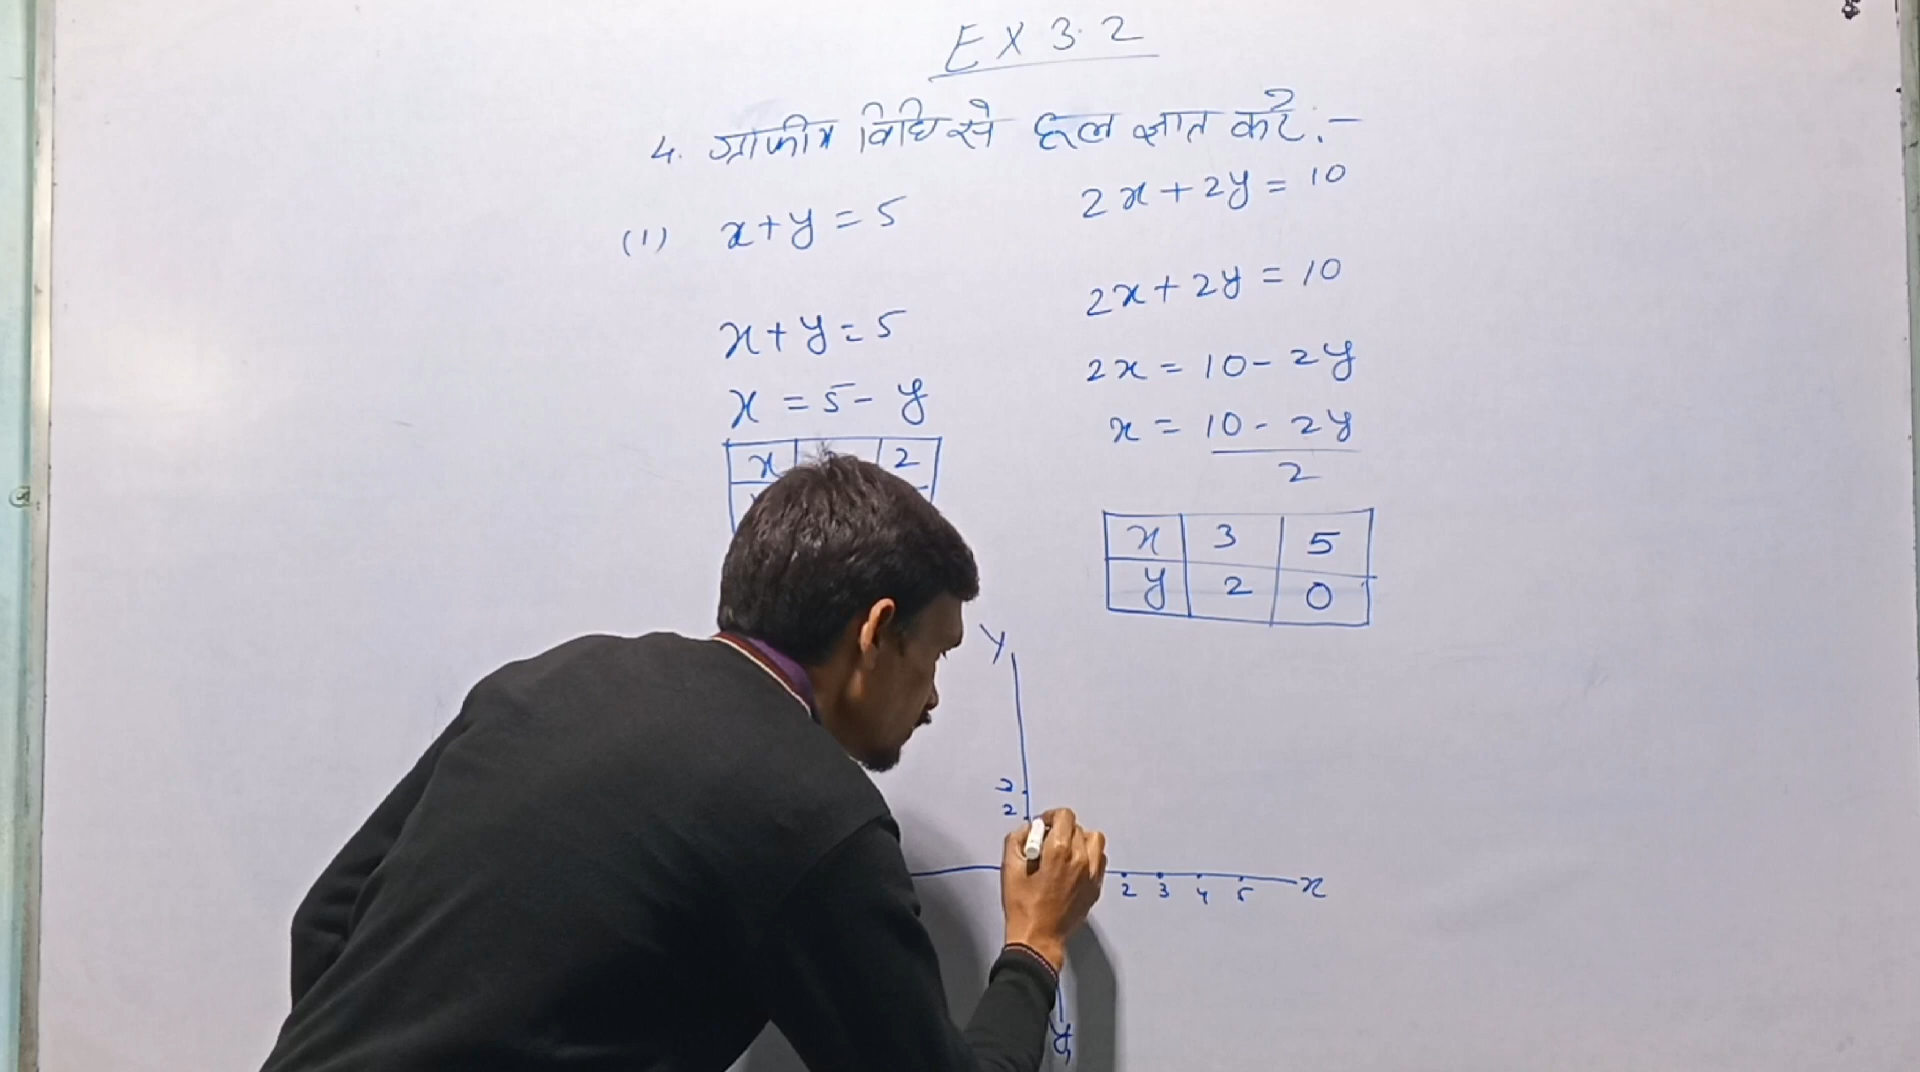 EX 3.2
4. ग्राफीय विधि से हल ज्ञात करें :-
(1) x+y=5 2x+2y=10
x+y=5 2x+2y=10
x=5-y 2x=10-2y
x=10-2y
2
x 2
x 3 5
y 2 0
Y
3
2
2 3 4 5 x
y